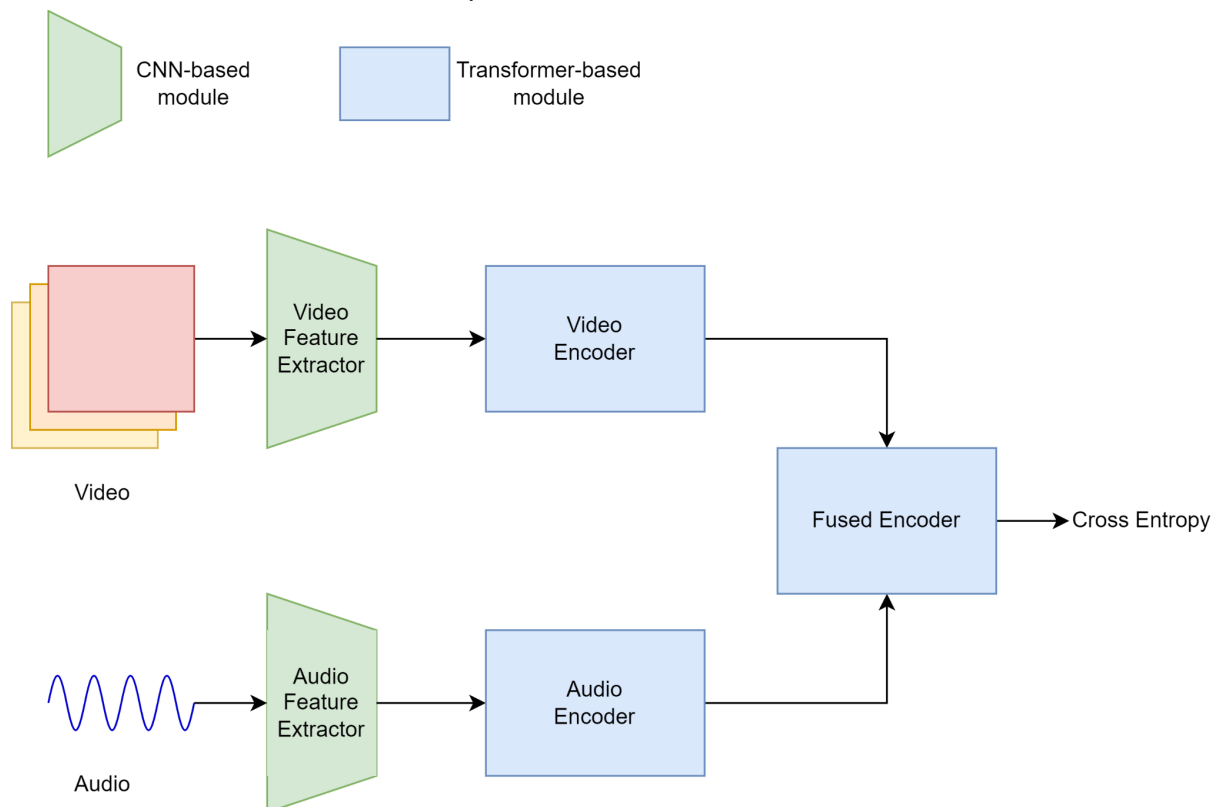 CNN-based
module
Transformer-based
module
Video
Feature
Extractor
Video
Encoder
Video
Fused Encoder
Cross Entropy
Audio
Feature
Extractor
Audio
Encoder
Audio